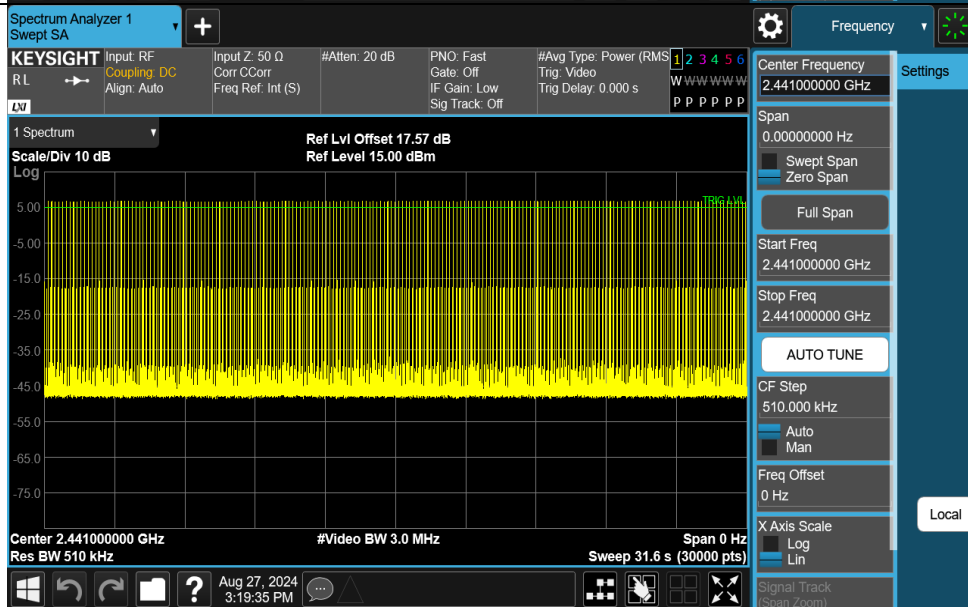 Spectrum Analyzer 1
Swept SA
+
Frequency
KEYSIGHT
RL
LXI
Input: RF
Coupling: DC
Align: Auto
Input Z: 50 Ω
Corr CCorr
Freq Ref: Int (S)
#Atten: 20 dB
PNO: Fast
Gate: Off
IF Gain: Low
Sig Track: Off
#Avg Type: Power (RMS
Trig: Video
Trig Delay: 0.000 s
1 2 3 4 5 6
W W W W W W
P P P P P P
1 Spectrum
Scale/Div 10 dB
Log
Ref Lvl Offset 17.57 dB
Ref Level 15.00 dBm
TRIG LVL
5.00
-5.00
-15.0
-25.0
-35.0
-45.0
-55.0
-65.0
-75.0
Center 2.441000000 GHz
Res BW 510 kHz
#Video BW 3.0 MHz
Span 0 Hz
Sweep 31.6 s (30000 pts)
Aug 27, 2024
3:19:35 PM
?
Center Frequency
2.441000000 GHz
Span
0.00000000 Hz
Swept Span
Zero Span
Full Span
Start Freq
2.441000000 GHz
Stop Freq
2.441000000 GHz
AUTO TUNE
CF Step
510.000 kHz
Auto
Man
Freq Offset
0 Hz
X Axis Scale
Log
Lin
Signal Track
(Span Zoom)
Settings
Local